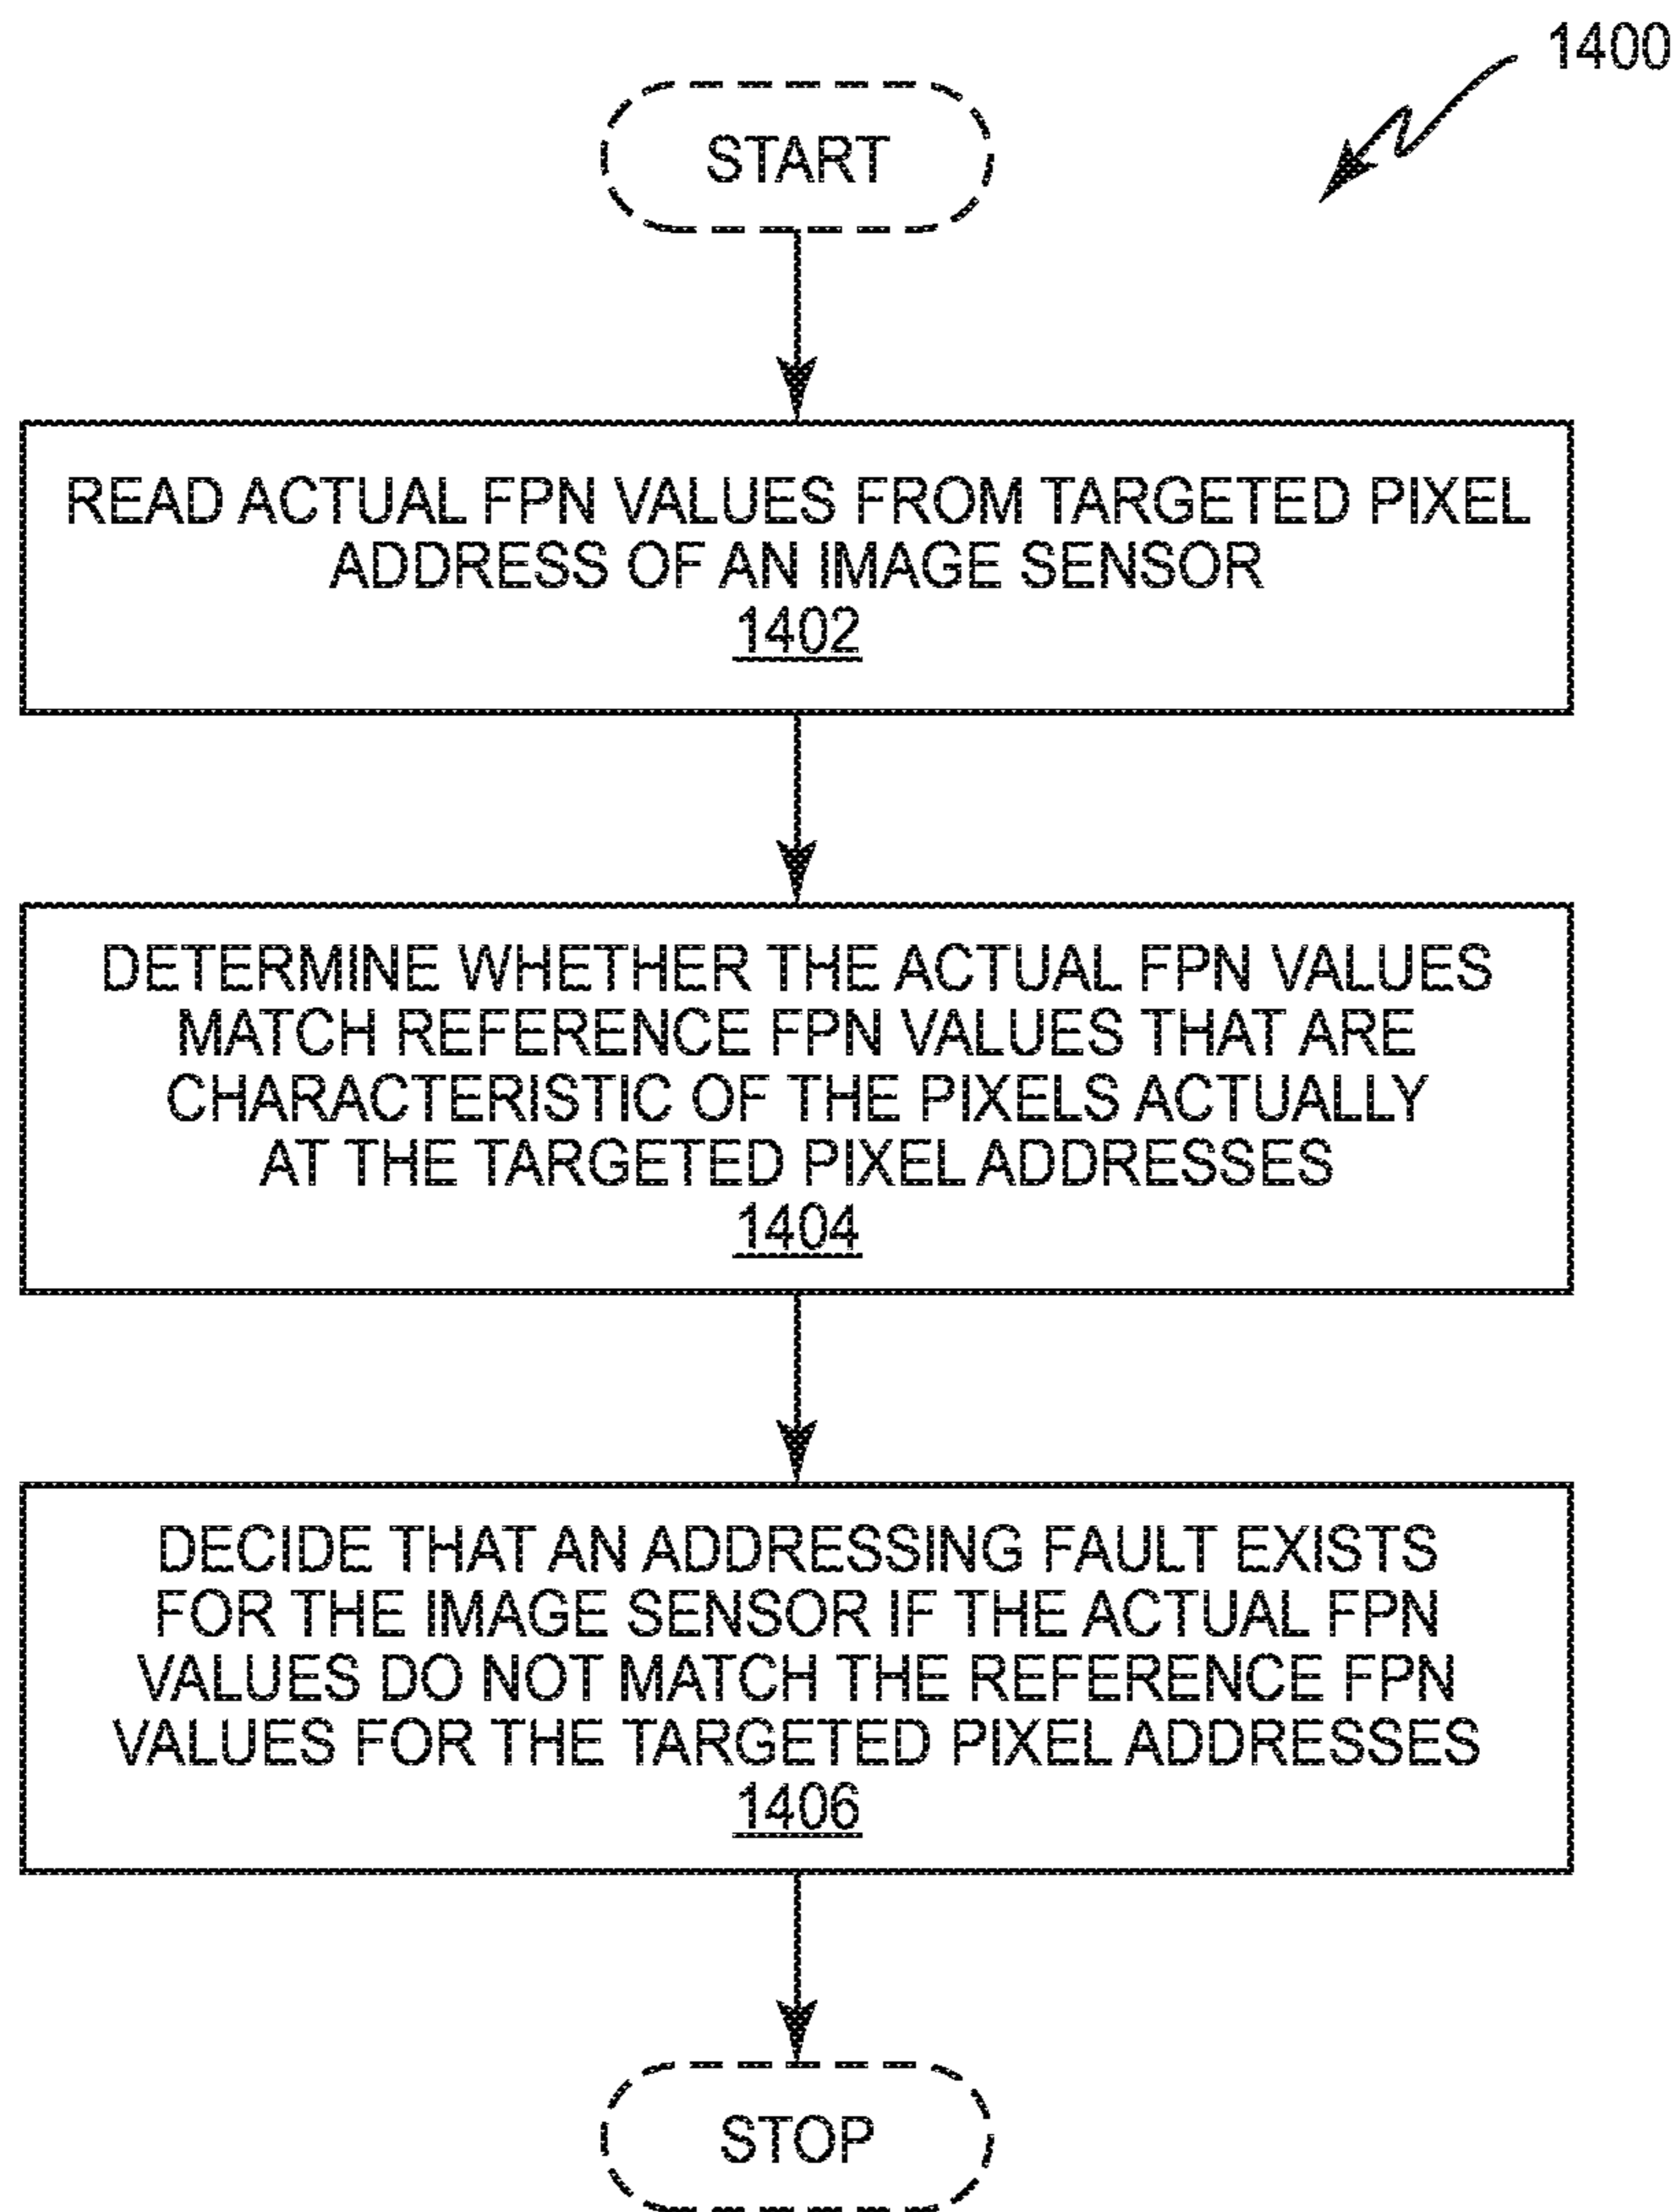 1400
START
READ ACTUAL FPN VALUES FROM TARGETED PIXEL
ADDRESS OF AN IMAGE SENSOR
1402
DETERMINE WHETHER THE ACTUAL FPN VALUES
MATCH REFERENCE FPN VALUES THAT ARE
CHARACTERISTIC OF THE PIXELS ACTUALLY
AT THE TARGETED PIXEL ADDRESSES
1404
DECIDE THAT AN ADDRESSING FAULT EXISTS
FOR THE IMAGE SENSOR IF THE ACTUAL FPN
VALUES DO NOT MATCH THE REFERENCE FPN
VALUES FOR THE TARGETED PIXEL ADDRESSES
1406
STOP